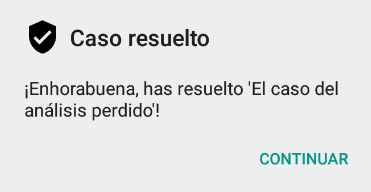 Caso resuelto
¡Enhorabuena, has resuelto 'El caso del
análisis perdido'!
CONTINUAR